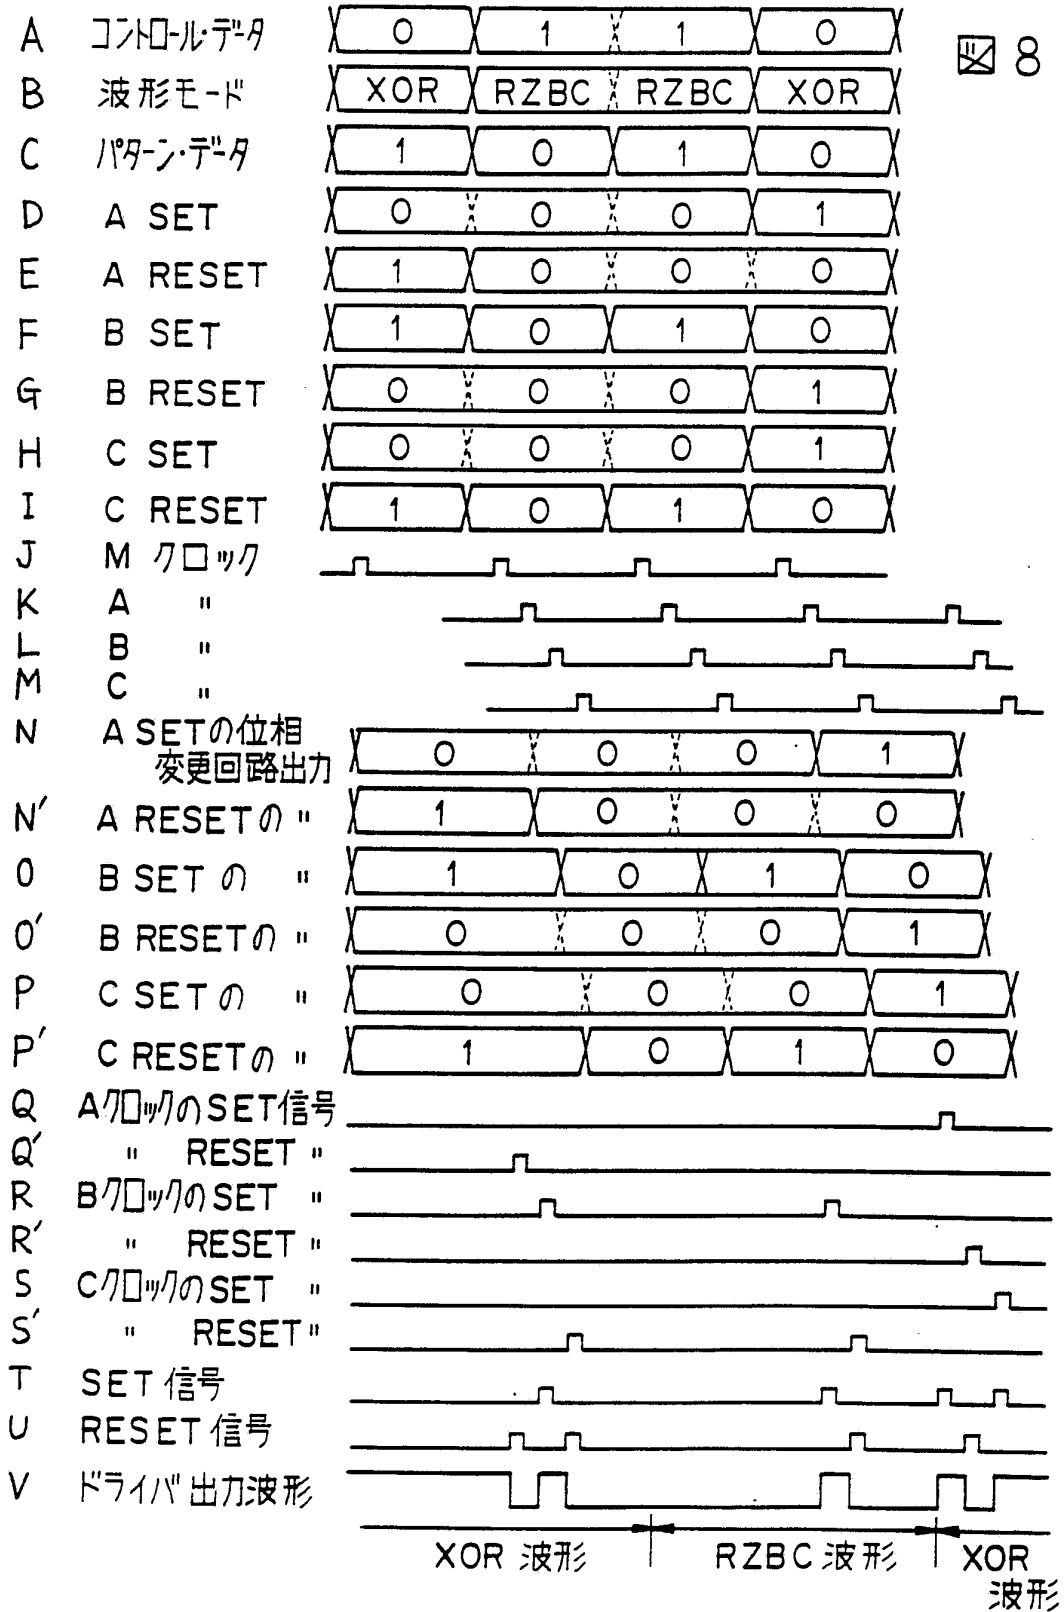 図 8
A コントロール・データ 0 1 1 0
B 波形モード XOR RZBC RZBC XOR
C パターン・データ 1 0 1 0
D A SET 0 0 0 1
E A RESET 1 0 0 0
F B SET 1 0 1 0
G B RESET 0 0 0 1
H C SET 0 0 0 1
I C RESET 1 0 1 0
J M クロック
K A 〃
L B 〃
M C 〃
N A SETの位相
変更回路出力 0 0 0 1
N′ A RESETの 〃 1 0 0 0
O B SET の 〃 1 0 1 0
O′ B RESETの 〃 0 0 0 1
P C SETの 〃 0 0 0 1
P′ C RESETの 〃 1 0 1 0
Q AクロックのSET信号
Q′ 〃 RESET 〃
R BクロックのSET 〃
R′ 〃 RESET 〃
S CクロックのSET 〃
S′ 〃 RESET 〃
T SET 信号
U RESET 信号
V ドライバ出力波形
XOR 波形 RZBC 波形 XOR
波形